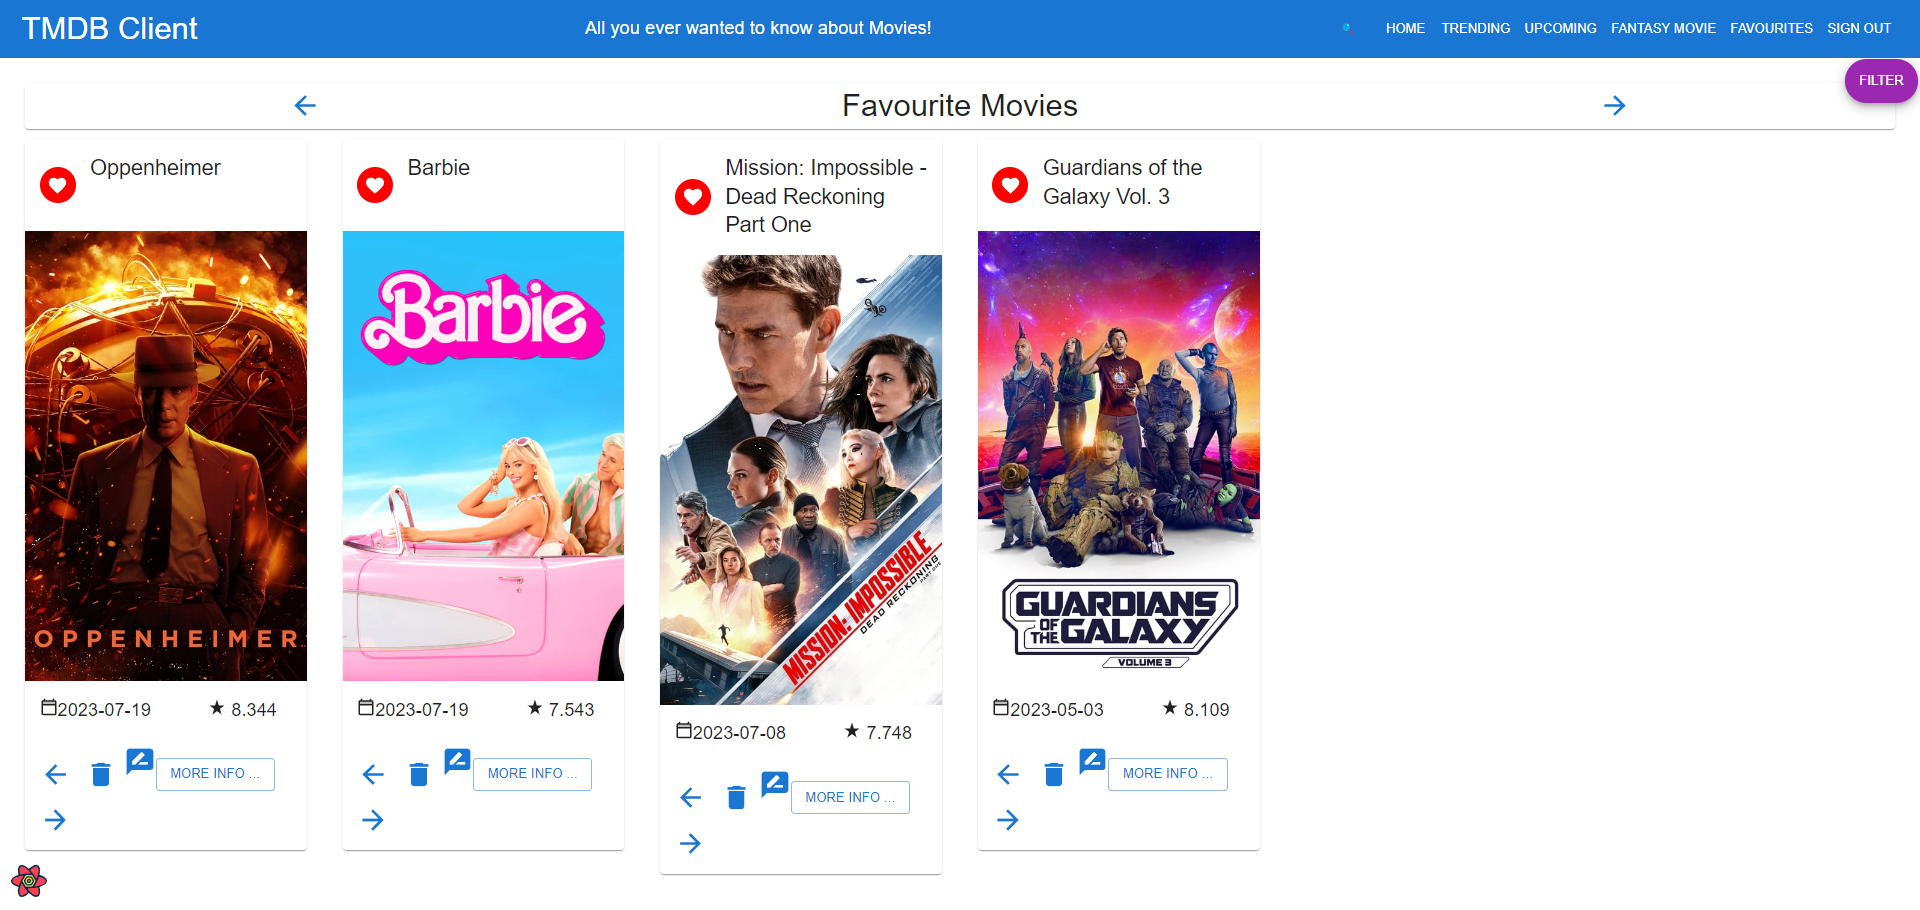 TMDB Client
All you ever wanted to know about Movies!
HOME TRENDING UPCOMING FANTASY MOVIE FAVOURITES SIGN OUT
FILTER
Favourite Movies
Oppenheimer
OPPENHEIMER
2023-07-19 ★ 8.344
MORE INFO ...
Barbie
Barbie
2023-07-19 ★ 7.543
MORE INFO ...
Mission: Impossible -
Dead Reckoning
Part One
MISSION: IMPOSSIBLE
DEAD RECKONING
PART ONE
2023-07-08 ★ 7.748
MORE INFO ...
Guardians of the
Galaxy Vol. 3
GUARDIANS
OF THE GALAXY
VOLUME 3
2023-05-03 ★ 8.109
MORE INFO ...